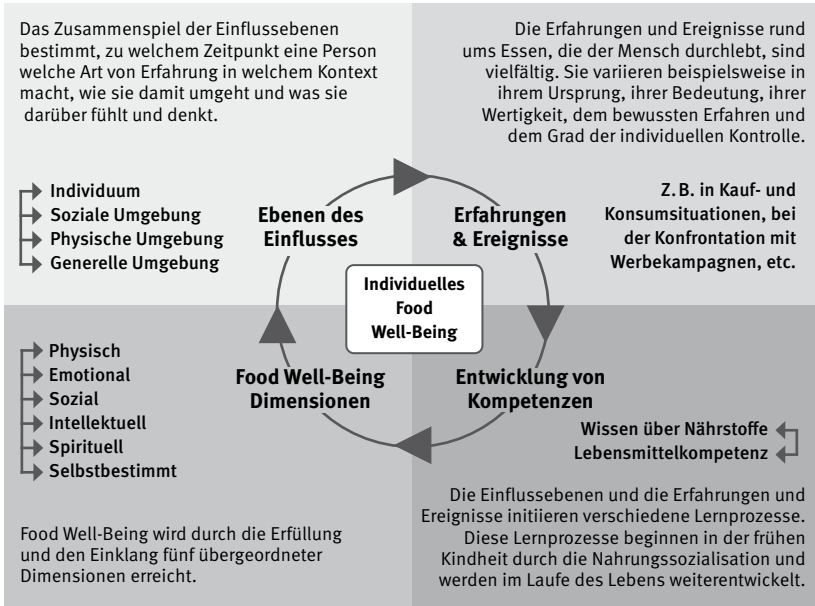 Das Zusammenspiel der Einflussebenen
bestimmt, zu welchem Zeitpunkt eine Person
welche Art von Erfahrung in welchem Kontext
macht, wie sie damit umgeht und was sie
darüber fühlt und denkt.
Individuum
Soziale Umgebung
Physische Umgebung
Generelle Umgebung
Ebenen des
Einflusses
Die Erfahrungen und Ereignisse rund
ums Essen, die der Mensch durchlebt, sind
vielfältig. Sie variieren beispielsweise in
ihrem Ursprung, ihrer Bedeutung, ihrer
Wertigkeit, dem bewussten Erfahren und
dem Grad der individuellen Kontrolle.
Erfahrungen
& Ereignisse
Z. B. in Kauf- und
Konsumsituationen, bei
der Konfrontation mit
Werbekampagnen, etc.
Individuelles
Food
Well-Being
Physisch
Emotional
Sozial
Intellektuell
Spirituell
Selbstbestimmt
Food Well-Being
Dimensionen
Food Well-Being wird durch die Erfüllung
und den Einklang fünf übergeordneter
Dimensionen erreicht.
Entwicklung von
Kompetenzen
Wissen über Nährstoffe
Lebensmittelkompetenz
Die Einflussebenen und die Erfahrungen und
Ereignisse initiieren verschiedene Lernprozesse.
Diese Lernprozesse beginnen in der frühen
Kindheit durch die Nahrungssozialisation und
werden im Laufe des Lebens weiterentwickelt.